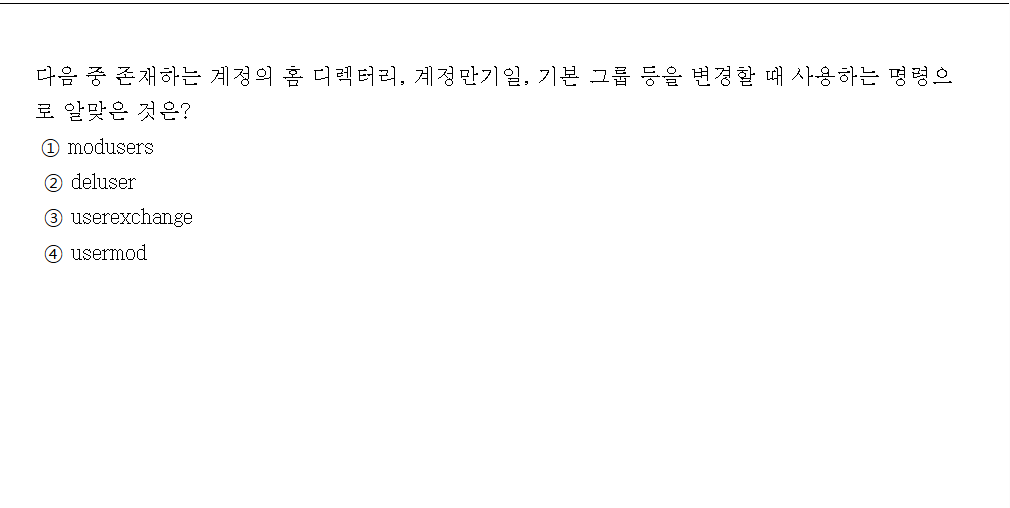 다음 중 존재하는 계정의 홈 디렉터리, 계정만기일, 기본 그룹 등을 변경할 때 사용하는 명령으
로 알맞은 것은?
① modusers
② deluser
③ userexchange
④ usermod